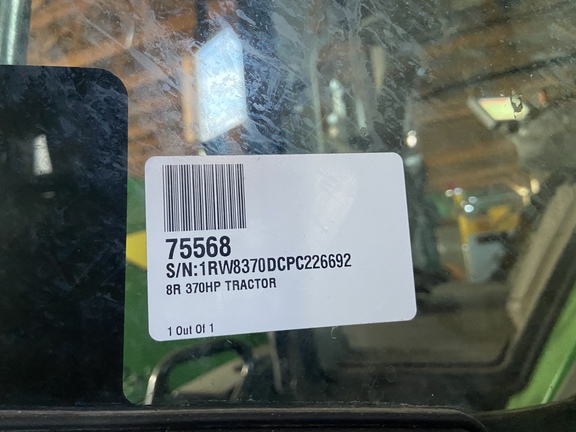 75568
S/N:1RW8370DCPC226692
8R 370HP TRACTOR
1 Out Of 1